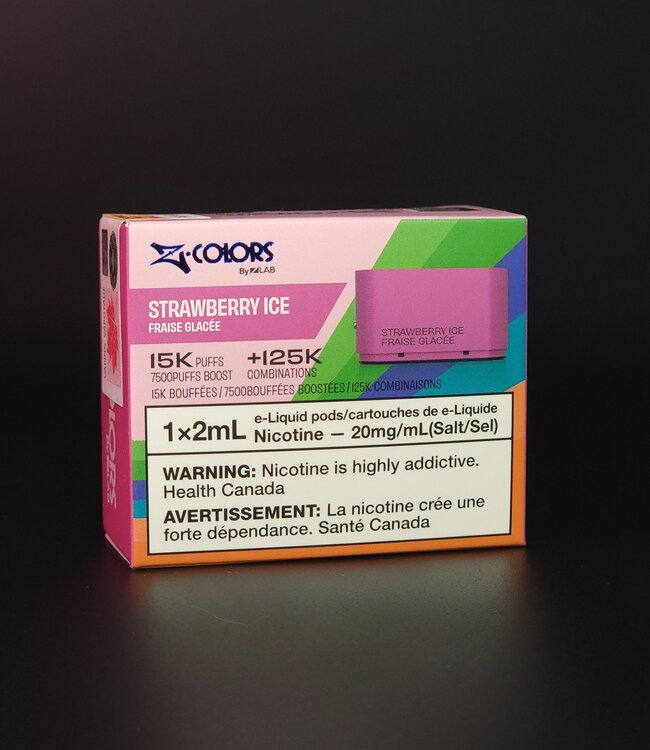 Z·COLORS
By ZLAB
STRAWBERRY ICE
FRAISE GLACÉE
STRAWBERRY ICE
FRAISE GLACÉE
15K PUFFS +125K
7500PUFFS BOOST COMBINATIONS
15K BOUFFÉES / 7500BOUFFÉES BOOSTÉES / 125K COMBINAISONS
1×2mL e-Liquid pods/cartouches de e-Liquide
Nicotine — 20mg/mL(Salt/Sel)
WARNING: Nicotine is highly addictive.
Health Canada
AVERTISSEMENT: La nicotine crée une
forte dépendance. Santé Canada